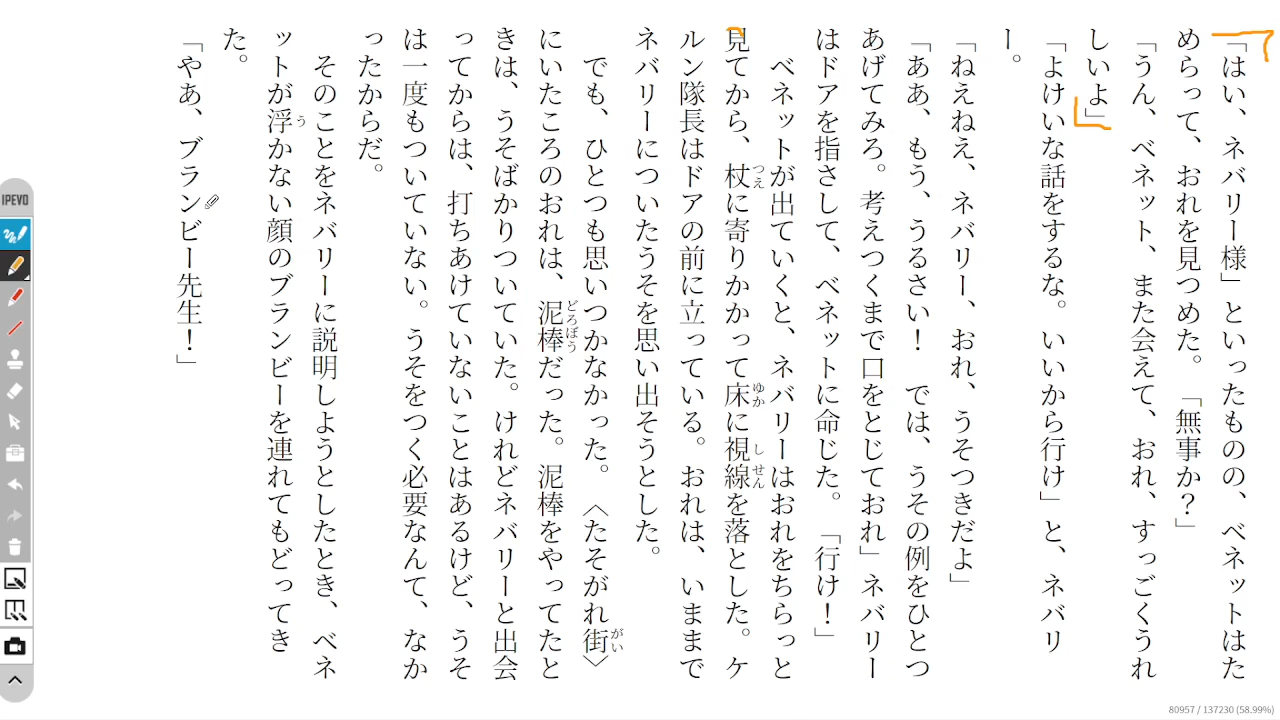 「はい、ネバリー様」といったものの、ベネットはた
めらって、おれを見つめた。「無事か？」
「うん、ベネット、また会えて、おれ、すっごくうれ
しいよ」
「よけいな話をするな。いいから行け」と、ネバリ
ー。
「ねえねえ、ネバリー、おれ、うそつきだよ」
「ああ、もう、うるさい！　では、うその例をひとつ
あげてみろ。考えつくまで口をとじておれ」ネバリー
はドアを指さして、ベネットに命じた。「行け！」
ベネットが出ていくと、ネバリーはおれをちらっと
見てから、杖つえに寄りかかって床ゆかに視線しせんを落とした。ケ
ルン隊長はドアの前に立っている。おれは、いままで
ネバリーについたうそを思い出そうとした。
でも、ひとつも思いつかなかった。〈たそがれ街がい〉
にいたころのおれは、泥棒どろぼうだった。泥棒をやってたと
きは、うそばかりついていた。けれどネバリーと出会
ってからは、打ちあけていないことはあるけど、うそ
は一度もついていない。うそをつく必要なんて、なか
ったからだ。
そのことをネバリーに説明しようとしたとき、ベネ
ットが浮うかない顔のブランビーを連れてもどってき
た。
「やあ、ブランビー先生！」
IPEVO
80957 / 137230 (58.99%)